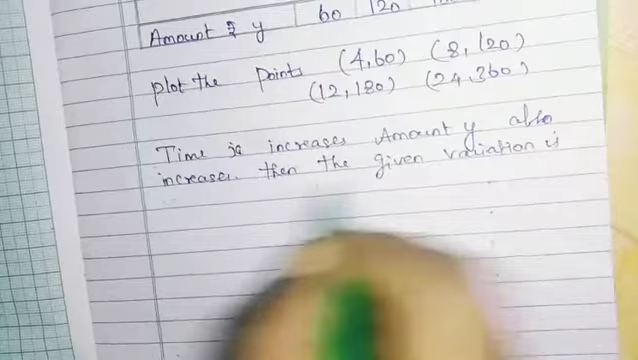 Amount ₹ y 60 120
plot the points (4,60) (8,120)
(12,180) (24,360)
Time is increases Amount y also
increases. then the given variation is